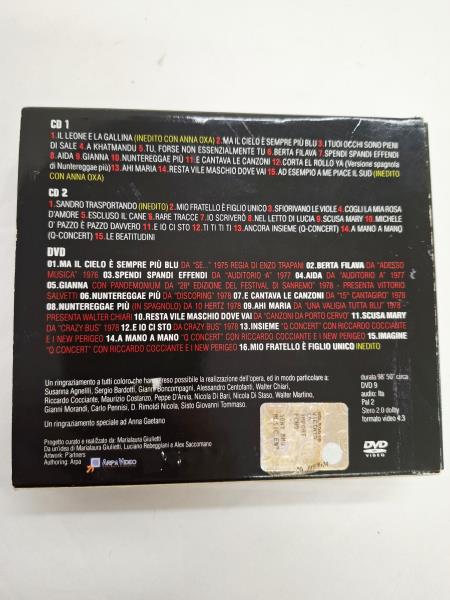 CD 1
1.IL LEONE E LA GALLINA (INEDITO CON ANNA OXA) 2.MA IL CIELO È SEMPRE PIÙ BLU 3.I TUOI OCCHI SONO PIENI
DI SALE 4.A KHATMANDU 5.TU, FORSE NON ESSENZIALMENTE TU 6.BERTA FILAVA 7.SPENDI SPANDI EFFENDI
8.AIDA 9.GIANNA 10.NUNTEREGGAE PIÙ 11.E CANTAVA LE CANZONI 12.CORTA EL ROLLO YA (Versione spagnola
di Nuntereggae più) 13.AHI MARIA 14.RESTA VILE MASCHIO DOVE VAI 15.AD ESEMPIO A ME PIACE IL SUD (INEDITO
CON ANNA OXA)
CD 2
1.SANDRO TRASPORTANDO (INEDITO) 2.MIO FRATELLO È FIGLIO UNICO 3.SFIORIVANO LE VIOLE 4.COGLI LA MIA ROSA
D'AMORE 5.ESCLUSO IL CANE 6.RARE TRACCE 7.IO SCRIVERÒ 8.NEL LETTO DI LUCIA 9.SCUSA MARY 10.MICHELE
O' PAZZO È PAZZO DAVVERO 11.E IO CI STO 12.TI TI TI TI 13.ANCORA INSIEME (Q-CONCERT) 14.A MANO A MANO
(Q-CONCERT) 15.LE BEATITUDINI
DVD
01.MA IL CIELO È SEMPRE PIÙ BLU DA "SE..." 1975 REGIA DI ENZO TRAPANI 02.BERTA FILAVA DA "ADESSO
MUSICA" 1976 03.SPENDI SPANDI EFFENDI DA "AUDITORIO A" 1977 04.AIDA DA "AUDITORIO A" 1977
05.GIANNA CON PANDEMONIUM DA "28ª EDIZIONE DEL FESTIVAL DI SANREMO" 1978 - PRESENTA VITTORIO
SALVETTI 06.NUNTEREGGAE PIÙ DA "DISCORING" 1978 07.E CANTAVA LE CANZONI DA "15° CANTAGIRO" 1978
08.NUNTEREGGAE PIÙ (IN SPAGNOLO) DA 10 HERTZ 1978 09.AHI MARIA DA "UNA VALIGIA TUTTA BLU" 1979 -
PRESENTA WALTER CHIARI 10.RESTA VILE MASCHIO DOVE VAI DA "CANZONI DA PORTO CERVO" 11.SCUSA MARY
DA "CRAZY BUS" 1978 12.E IO CI STO DA CRAZY BUS" 1978 13.INSIEME "Q CONCERT" CON RICCARDO COCCIANTE
E I NEW PERIGEO 14.A MANO A MANO "Q CONCERT" CON RICCARDO COCCIANTE E I NEW PERIGEO 15.IMAGINE
"Q CONCERT" CON RICCARDO COCCIANTE E I NEW PERIGEO 16.MIO FRATELLO È FIGLIO UNICO INEDITO
Un ringraziamento a tutti coloro che hanno reso possibile la realizzazione dell'opera, ed in modo particolare a:
Susanna Agnelli, Sergio Bardotti, Gianni Boncompagni, Alessandro Centofanti, Walter Chiari,
Riccardo Cocciante, Maurizio Costanzo, Peppe D'Arvia, Nicola Di Bari, Nicola Di Staso, Walter Martino,
Gianni Morandi, Carlo Pennisi, D. Rimoldi Nicola, Sisto Giovanni Tommaso.
Un ringraziamento speciale ad Anna Gaetano
Progetto curato e realizzato da: Marialaura Giulietti
Da un'idea di Marialaura Giulietti, Luciano Rebeggiani e Alex Saccomano
Artwork: P:artners
Authoring: Arpa
ARPA VIDEO
durata 98' 50" circa
DVD 9
audio: Ita
Pal 2
Stereo 2.0 dolby
formato video 4:3
DVD
VIDEO